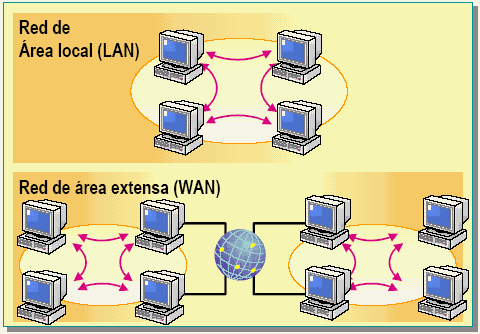 Red de
Área local (LAN)
Red de área extensa (WAN)